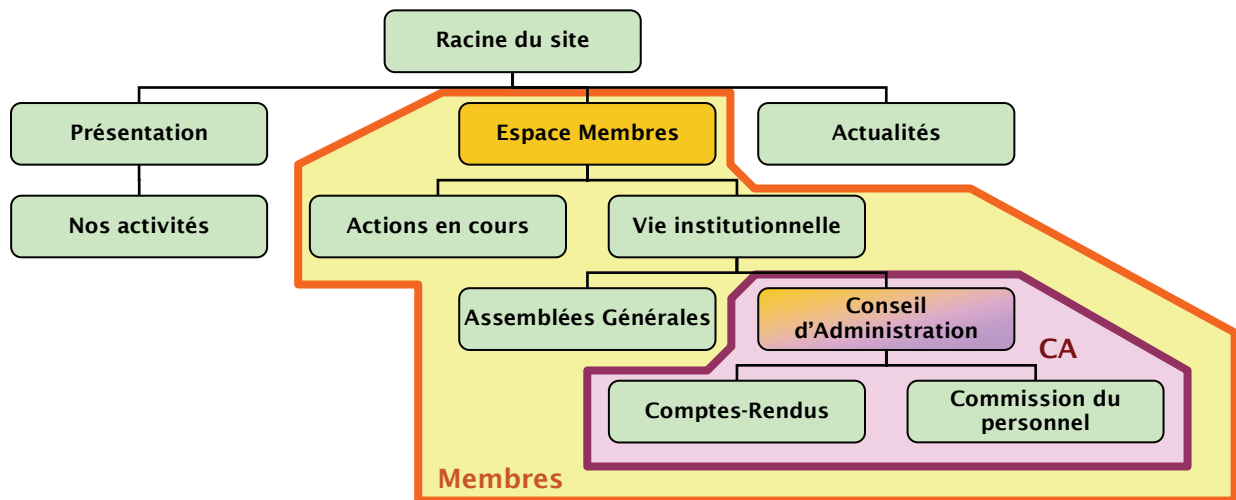 Racine du site
Présentation
Espace Membres
Actualités
Nos activités
Actions en cours
Vie institutionnelle
Assemblées Générales
Conseil
d’Administration
CA
Comptes-Rendus
Commission du
personnel
Membres